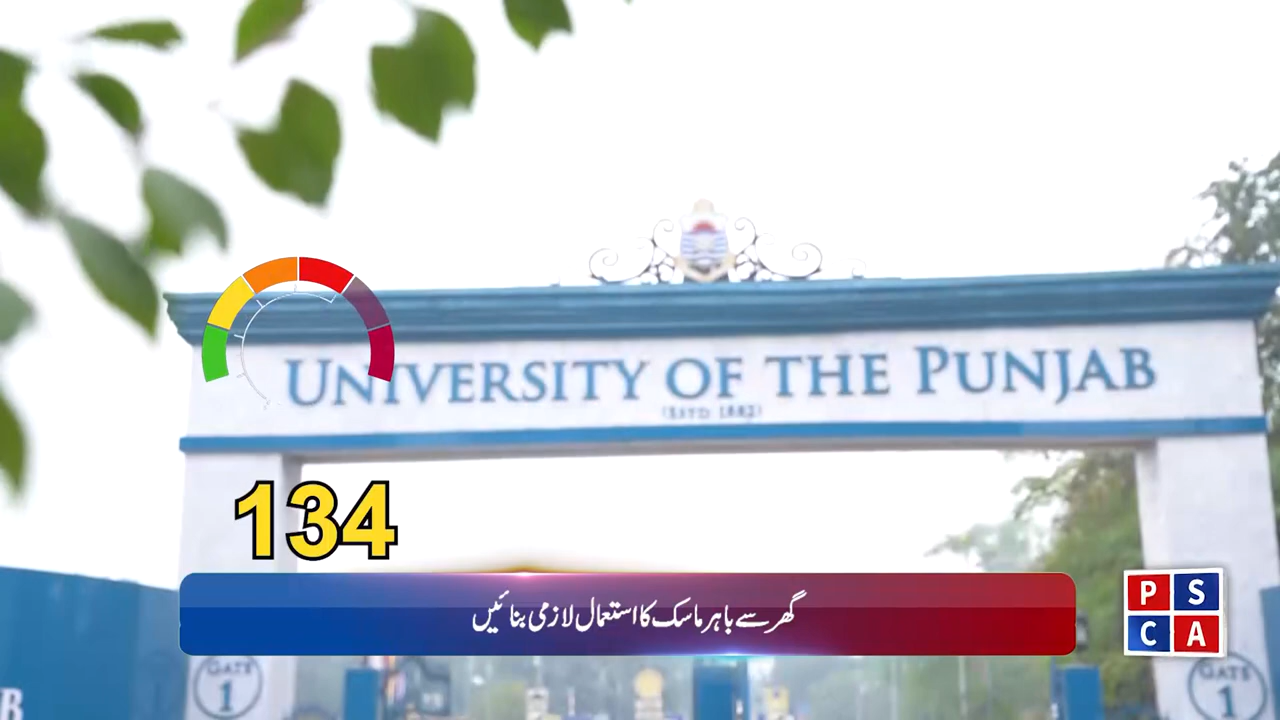 UNIVERSITY OF THE PUNJAB
(ESTD 1882)
134
گھر سے باہر ماسک کا استعمال لازمی بنائیں
P S
C A
GATE
1
GATE
1